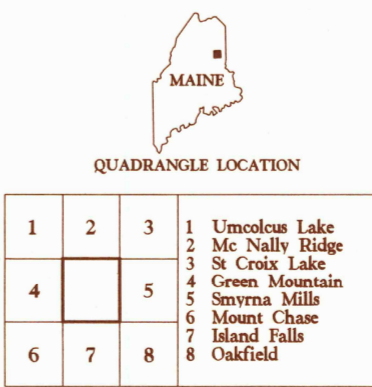 MAINE
QUADRANGLE LOCATION
1 2 3
4 5
6 7 8
1 Umcolcus Lake
2 Mc Nally Ridge
3 St Croix Lake
4 Green Mountain
5 Smyrna Mills
6 Mount Chase
7 Island Falls
8 Oakfield